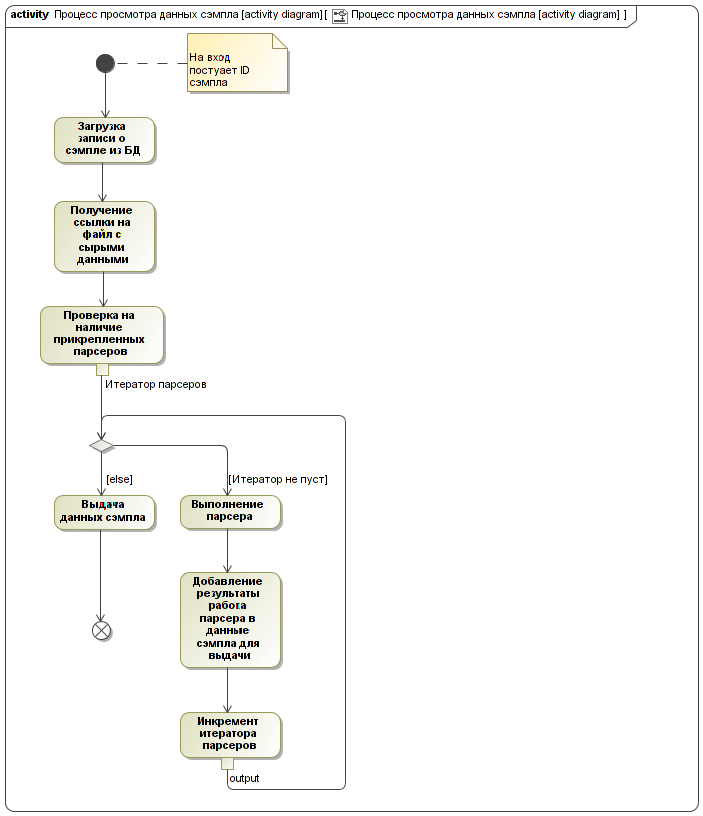 activity Процесс просмотра данных сэмпла [activity diagram] [ Процесс просмотра данных сэмпла [activity diagram] ]
На вход
постуает ID
сэмпла
Загрузка
записи о
сэмпле из БД
Получение
ссылки на
файл с
сырыми
данными
Проверка на
наличие
прикрепленных
парсеров
Итератор парсеров
[else]
[Итератор не пуст]
Выдача
данных сэмпла
Выполнение
парсера
Добавление
результаты
работа
парсера в
данные
сэмпла для
выдачи
Инкремент
итератора
парсеров
output